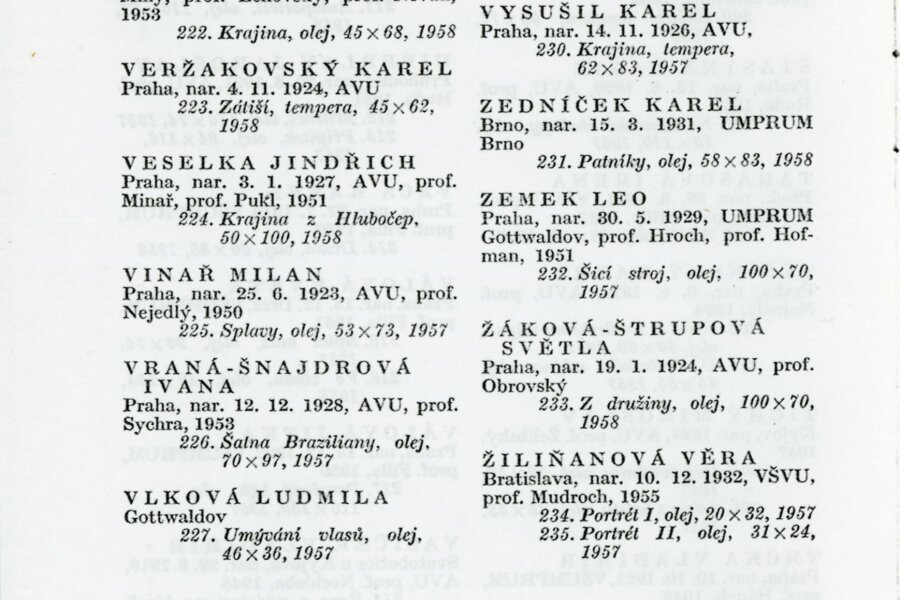 1953
222. Krajina, olej, 45 × 68, 1958
VERŽAKOVSKÝ KAREL
Praha, nar. 4. 11. 1924, AVU
223. Zátiší, tempera, 45 × 62,
1958
VESELKA JINDŘICH
Praha, nar. 3. 1. 1927, AVU, prof.
Minař, prof. Pukl, 1951
224. Krajina z Hlubočep,
50 × 100, 1958
VINAŘ MILAN
Praha, nar. 25. 6. 1923, AVU, prof.
Nejedlý, 1950
225. Splavy, olej, 53 × 73, 1957
VRANÁ-ŠNAJDROVÁ
IVANA
Praha, nar. 12. 12. 1928, AVU, prof.
Sychra, 1953
226. Šatna Braziliany, olej,
70 × 97, 1957
VLKOVÁ LUDMILA
Gottwaldov
227. Umývání vlasů, olej,
46 × 36, 1957
VYSUŠIL KAREL
Praha, nar. 14. 11. 1926, AVU,
230. Krajina, tempera,
62 × 83, 1957
ZEDNÍČEK KAREL
Brno, nar. 15. 3. 1931, UMPRUM
Brno
231. Patníky, olej, 58 × 83, 1958
ZEMEK LEO
Praha, nar. 30. 5. 1929, UMPRUM
Gottwaldov, prof. Hroch, prof. Hof-
man, 1951
232. Šicí stroj, olej, 100 × 70,
1957
ŽÁKOVÁ-ŠTRUPOVÁ
SVĚTLA
Praha, nar. 19. 1. 1924, AVU, prof.
Obrovský
233. Z družiny, olej, 100 × 70,
1958
ŽILIŇANOVÁ VĚRA
Bratislava, nar. 10. 12. 1932, VŠVU,
prof. Mudroch, 1955
234. Portrét I, olej, 20 × 32, 1957
235. Portrét II, olej, 31 × 24,
1957